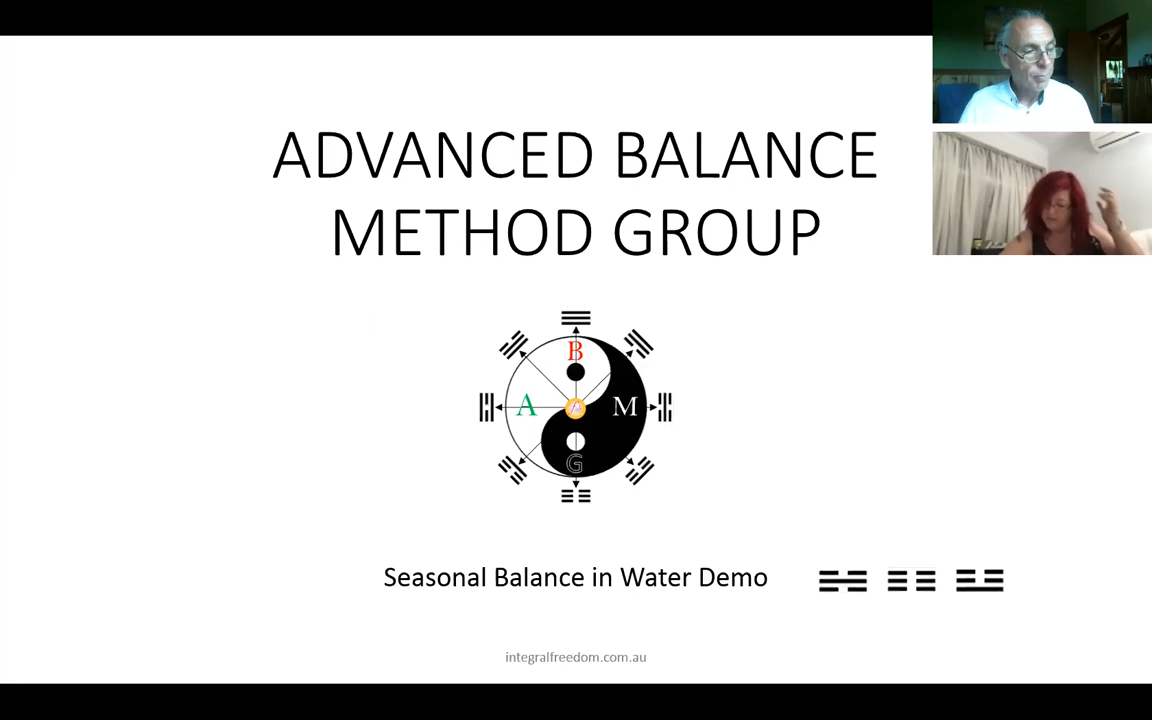 ADVANCED BALANCE
METHOD GROUP
B
A
M
G
Seasonal Balance in Water Demo
integralfreedom.com.au